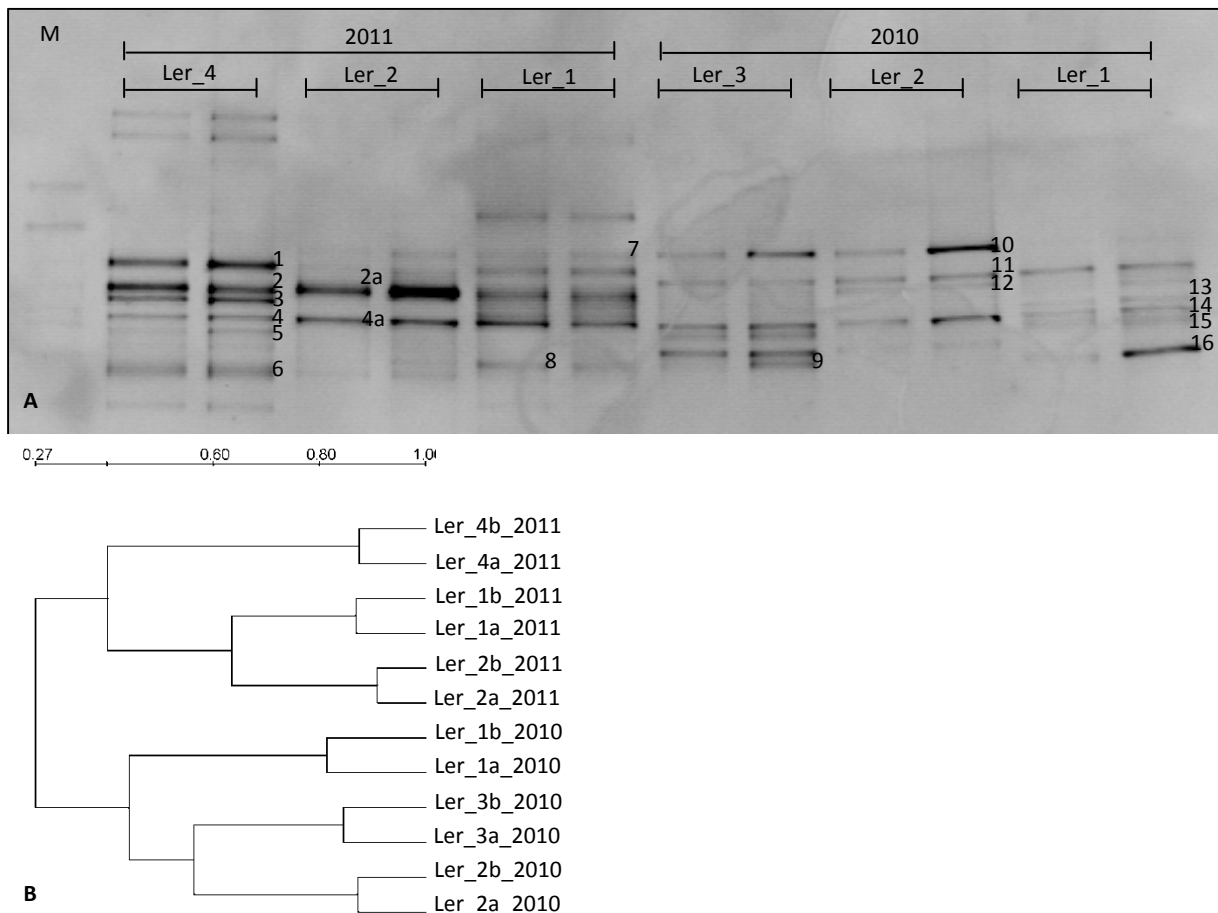 M
2011 2010
Ler_4 Ler_2 Ler_1 Ler_3 Ler_2 Ler_1
1
2
3
4
5
6
2a
4a
7
8
9
10
11
12
13
14
15
16
A
0.27 0.60 0.80 1.00
Ler_4b_2011
Ler_4a_2011
Ler_1b_2011
Ler_1a_2011
Ler_2b_2011
Ler_2a_2011
Ler_1b_2010
Ler_1a_2010
Ler_3b_2010
Ler_3a_2010
Ler_2b_2010
Ler_2a_2010
B